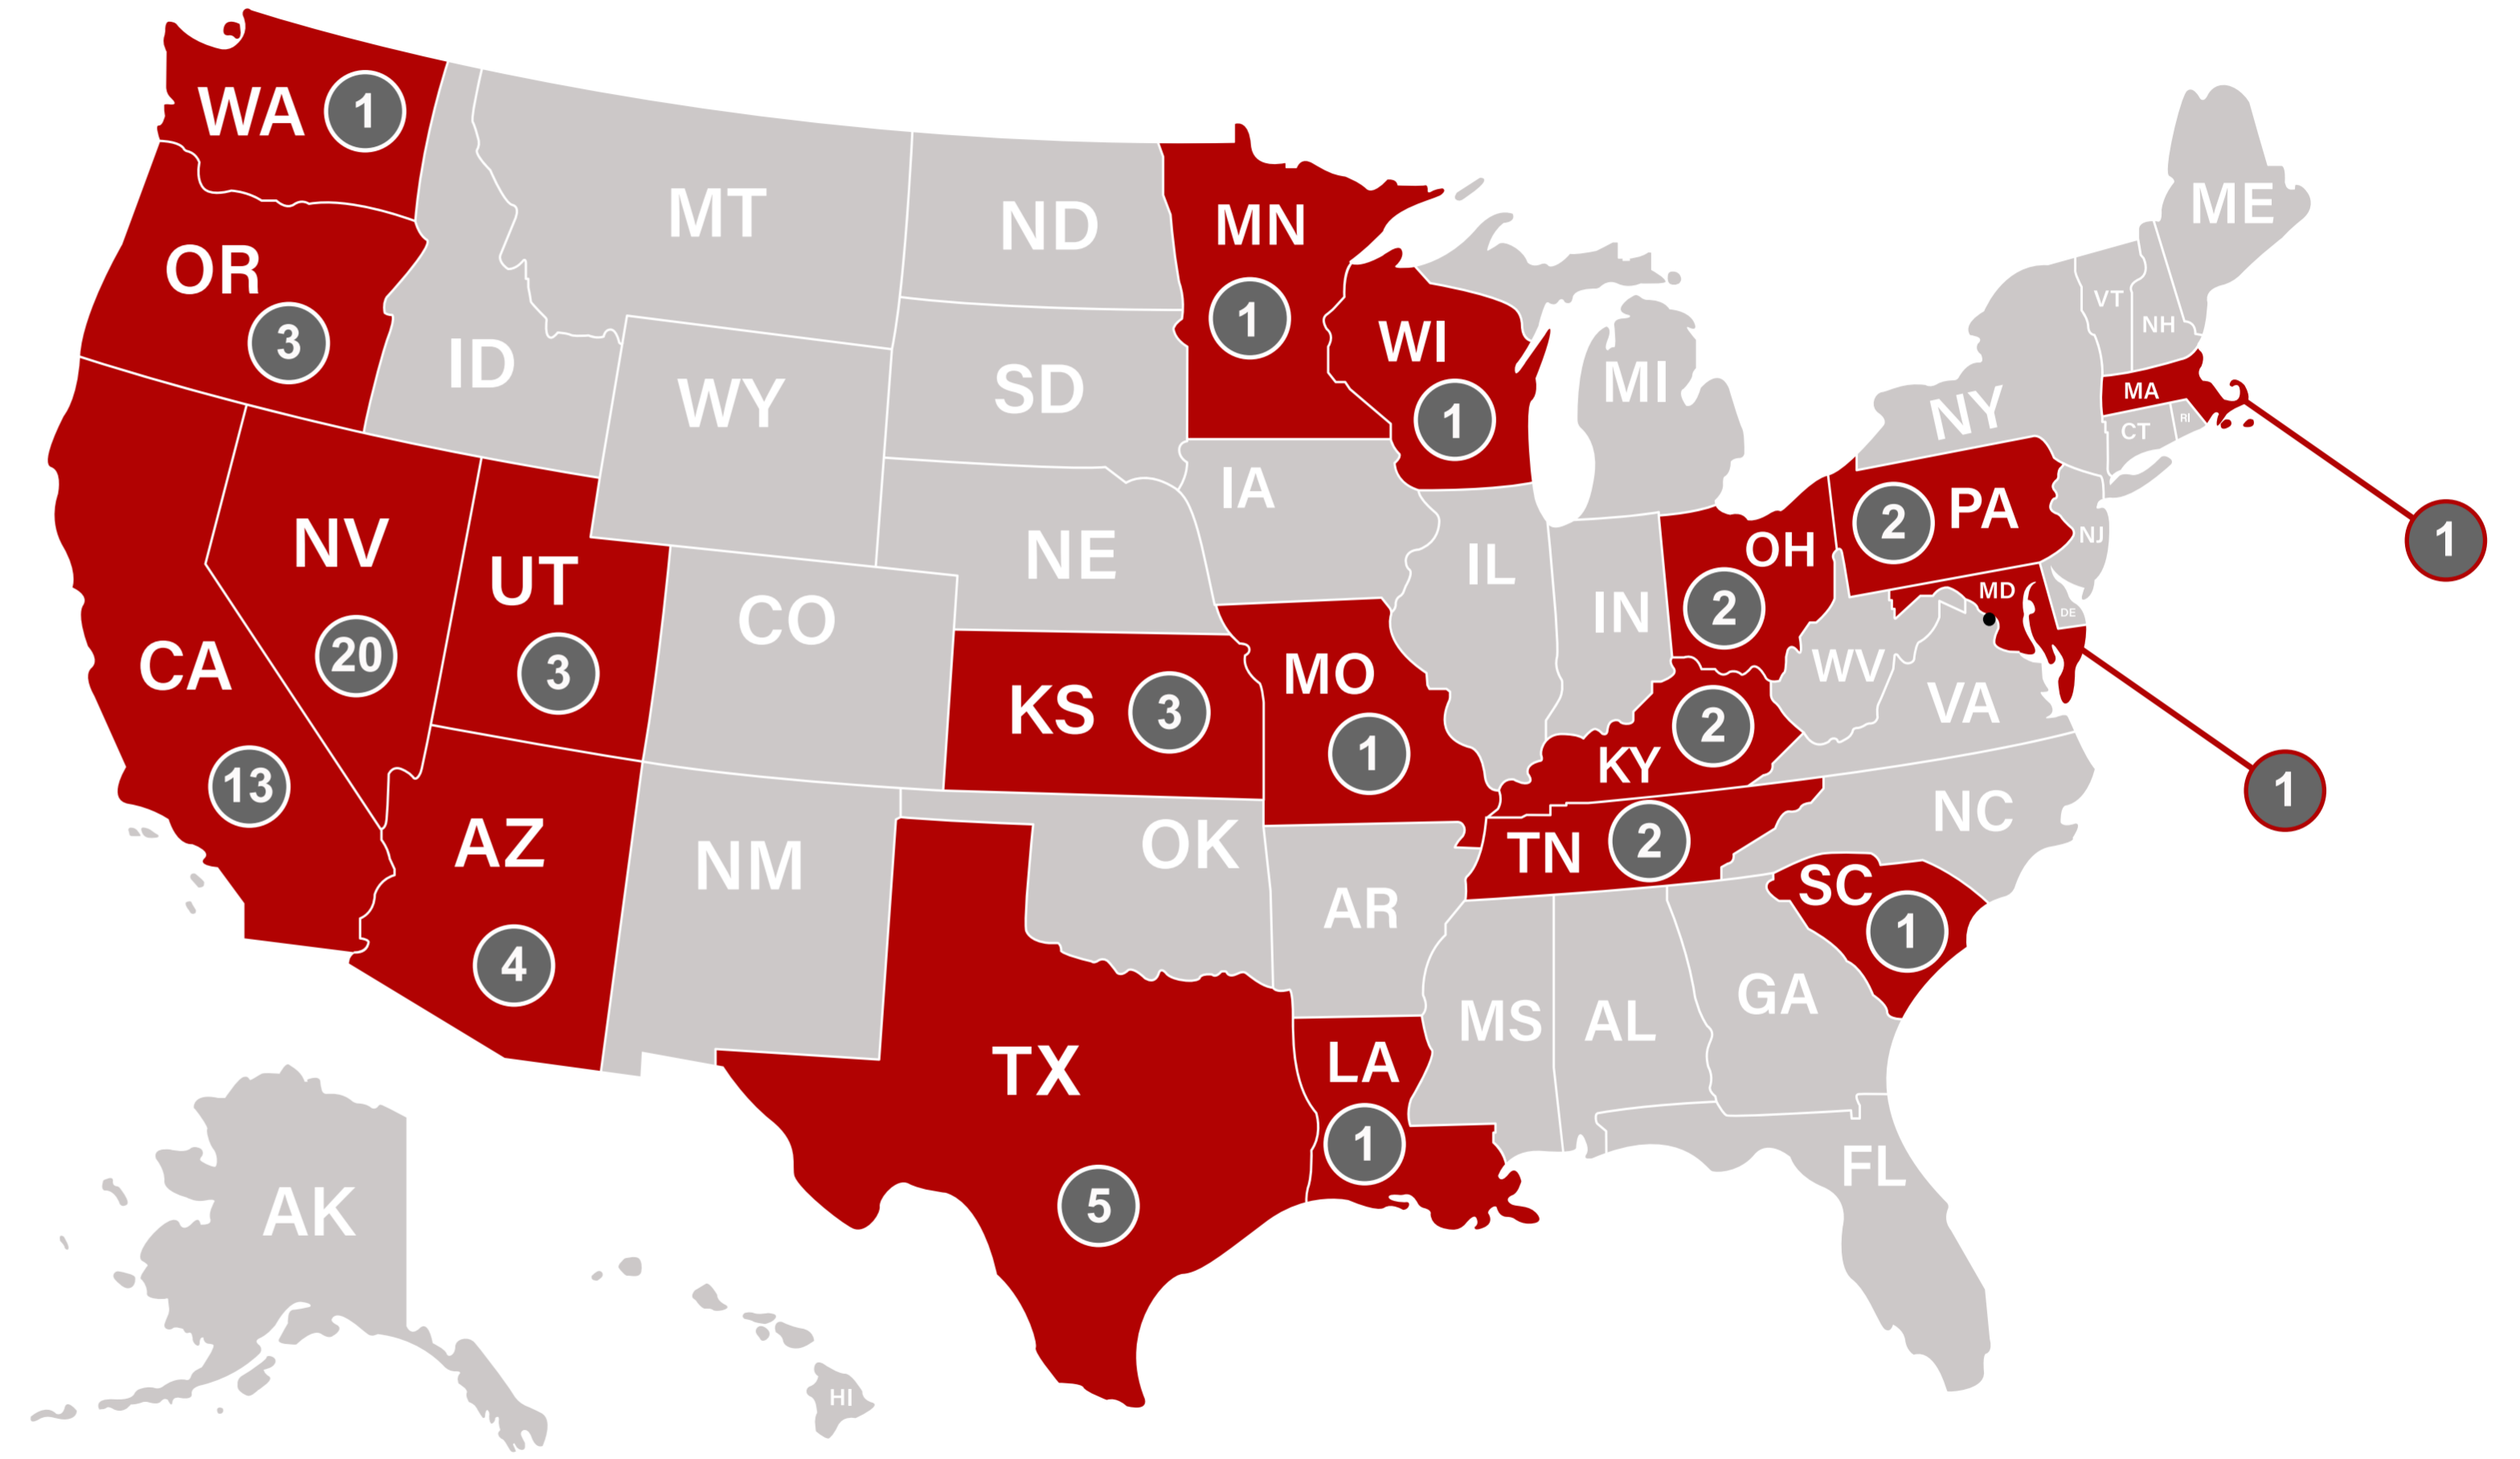 WA 1
MT
ND
MN
1
ME
OR
3
ID
WY
SD
WI
1
MI
VT
NH
MA
NY
CT
RI
1
NV
20
UT
3
CO
NE
IA
IL
IN
OH
2
2 PA
NJ
MD
DE
1
CA
13
KS 3
MO
1
KY
2
WV
VA
AZ
4
NM
OK
AR
TN 2
NC
SC
1
TX
5
LA
1
MS
AL
GA
FL
AK
HI